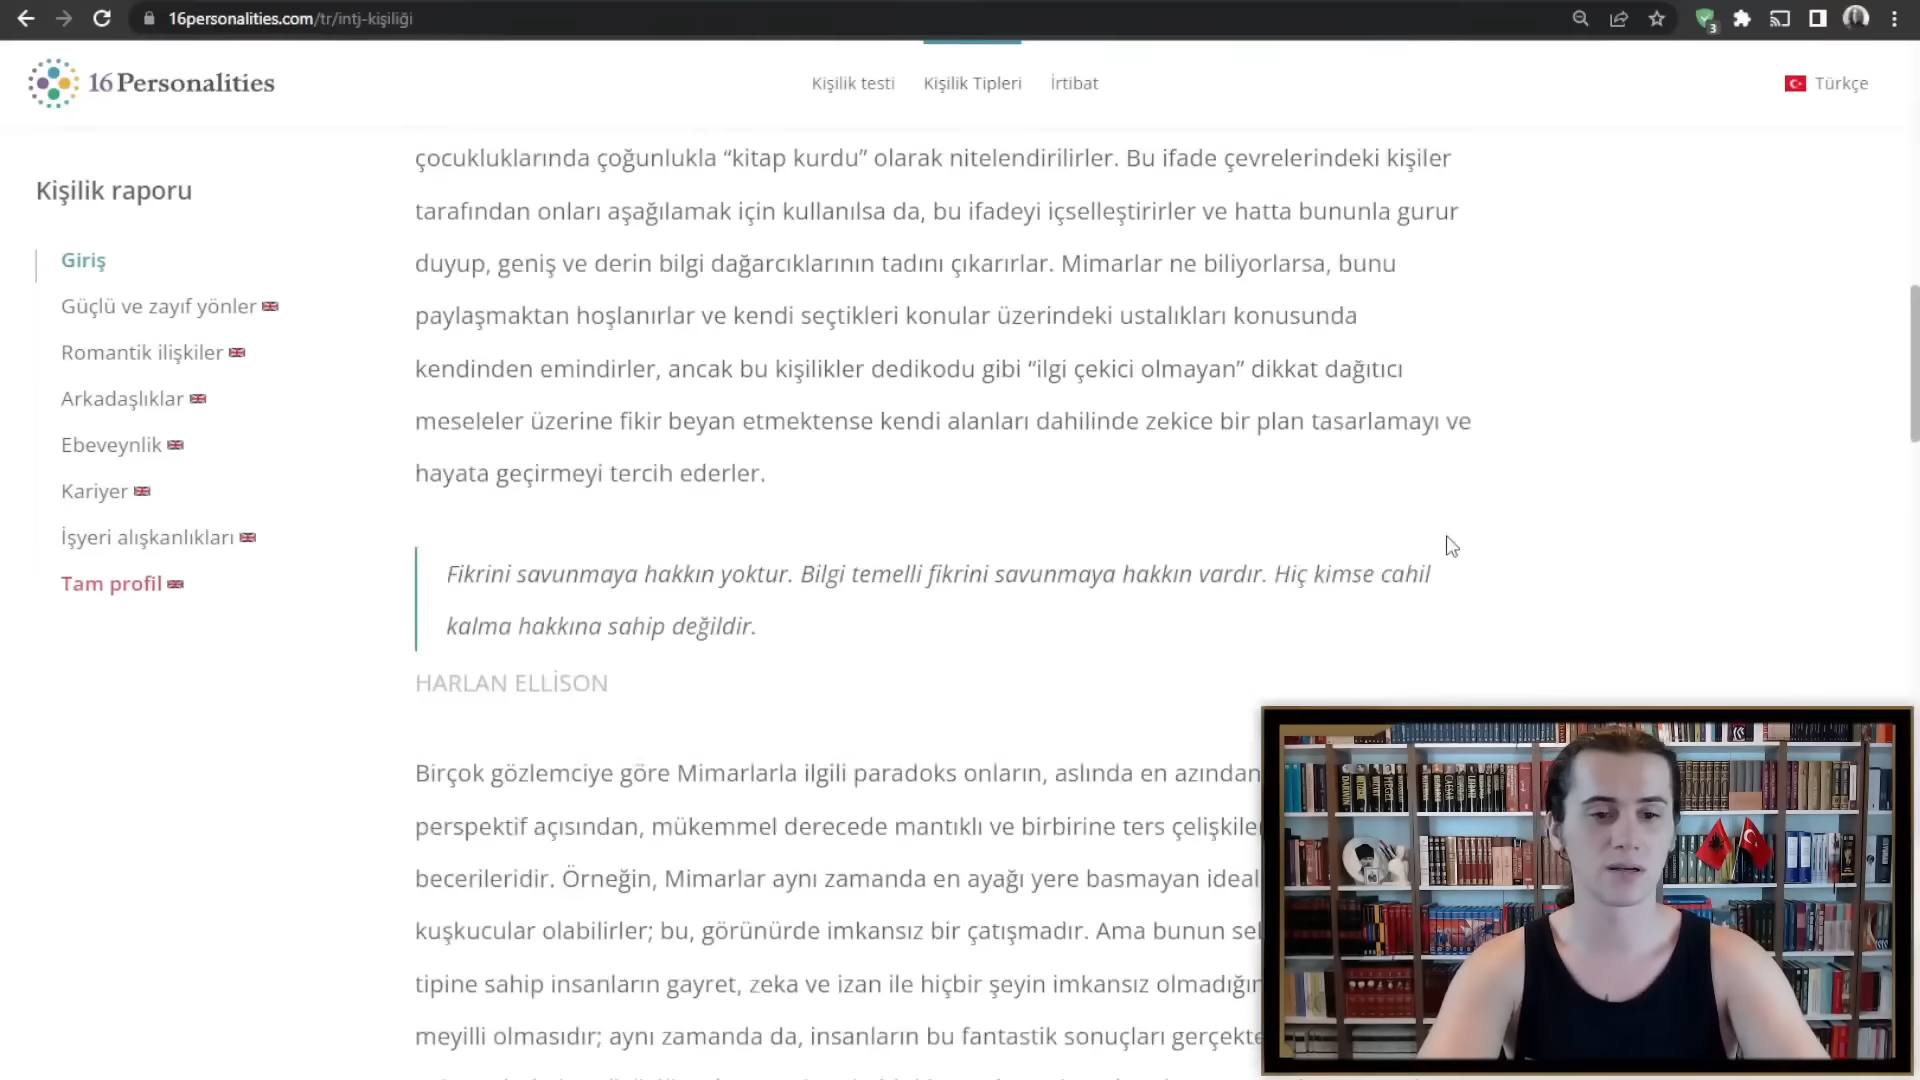 16personalities.com/tr/intj-kişiliği
3
16Personalities
Kişilik testi
Kişilik Tipleri
İrtibat
Türkçe
Kişilik raporu
Giriş
Güçlü ve zayıf yönler
Romantik ilişkiler
Arkadaşlıklar
Ebeveynlik
Kariyer
İşyeri alışkanlıkları
Tam profil
çocukluklarında çoğunlukla “kitap kurdu” olarak nitelendirilirler. Bu ifade çevrelerindeki kişiler
tarafından onları aşağılamak için kullanılsa da, bu ifadeyi içselleştirirler ve hatta bununla gurur
duyup, geniş ve derin bilgi dağarcıklarının tadını çıkarırlar. Mimarlar ne biliyorlarsa, bunu
paylaşmaktan hoşlanırlar ve kendi seçtikleri konular üzerindeki ustalıkları konusunda
kendinden emindirler, ancak bu kişilikler dedikodu gibi “ilgi çekici olmayan” dikkat dağıtıcı
meseleler üzerine fikir beyan etmektense kendi alanları dahilinde zekice bir plan tasarlamayı ve
hayata geçirmeyi tercih ederler.
Fikrini savunmaya hakkın yoktur. Bilgi temelli fikrini savunmaya hakkın vardır. Hiç kimse cahil
kalma hakkına sahip değildir.
HARLAN ELLİSON
Birçok gözlemciye göre Mimarlarla ilgili paradoks onların, aslında en azından
perspektif açısından, mükemmel derecede mantıklı ve birbirine ters çelişkiler
becerileridir. Örneğin, Mimarlar aynı zamanda en ayağı yere basmayan ideal
kuşkucular olabilirler; bu, görünürde imkansız bir çatışmadır. Ama bunun se
tipine sahip insanların gayret, zeka ve izan ile hiçbir şeyin imkansız olmadığın
meyilli olmasıdır; aynı zamanda da, insanların bu fantastik sonuçları gerçekte
DARWIN
HEGEL
CAESAR